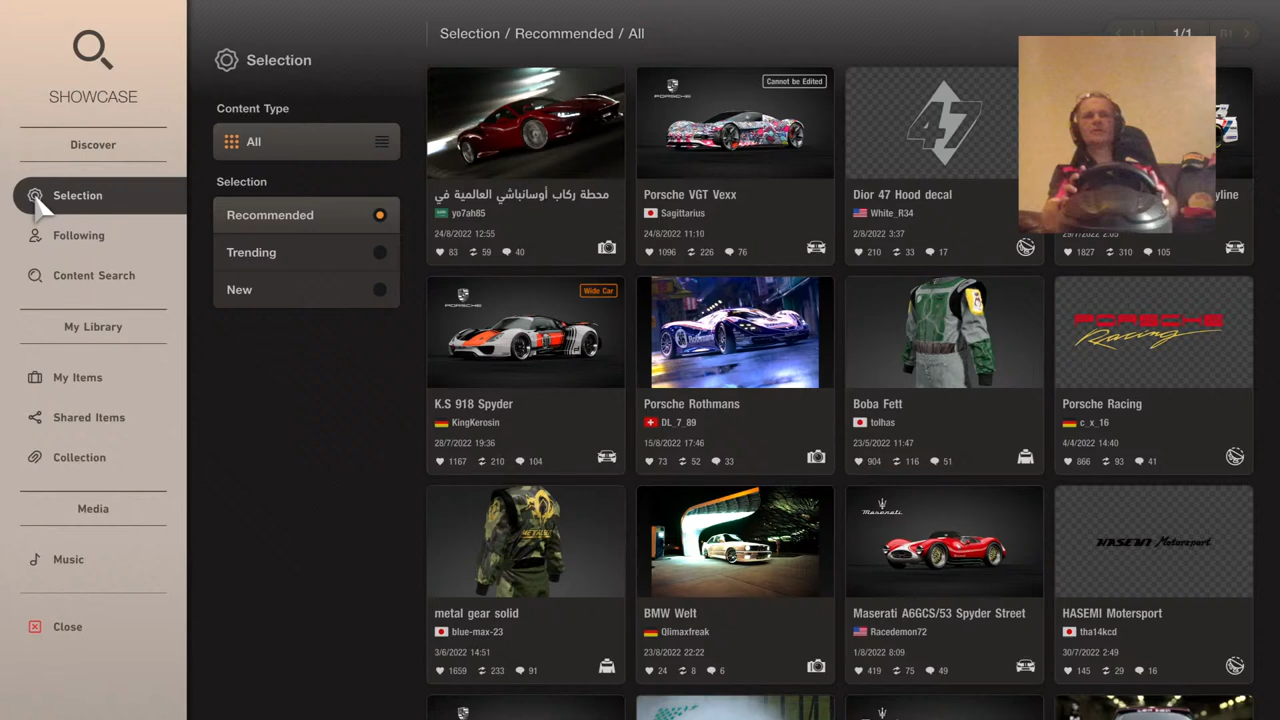 SHOWCASE
Discover
Selection
Following
Content Search
My Library
My Items
Shared Items
Collection
Media
Music
Close
Selection
Content Type
All
Selection
Recommended
Trending
New
Selection / Recommended / All
1/1
محطة ركاب أوسانباشي العالمية في
yo7ah85
24/8/2022 12:55
83 59 40
PORSCHE
Cannot be Edited
Porsche VGT Vexx
Sagittarius
24/8/2022 11:10
1096 226 76
47
Dior 47 Hood decal
White_R34
2/8/2022 3:37
210 33 17
1827 310 105
PORSCHE
Wide Car
K.S 918 Spyder
KingKerosin
28/7/2022 19:36
1167 210 104
Porsche Rothmans
DL_7_89
15/8/2022 17:46
73 52 33
Boba Fett
tolhas
23/5/2022 11:47
904 116 51
PORSCHE
Racing
Porsche Racing
c_x_16
4/4/2022 14:40
866 93 41
metal gear solid
blue-max-23
3/6/2022 14:51
1659 233 91
BMW Welt
Qlimaxfreak
23/8/2022 22:22
24 8 6
Maserati
Maserati A6GCS/53 Spyder Street
Racedemon72
1/8/2022 8:09
419 75 49
HASEMI Motorsport
HASEMI Motorsport
tha14kcd
30/7/2022 2:49
145 29 16